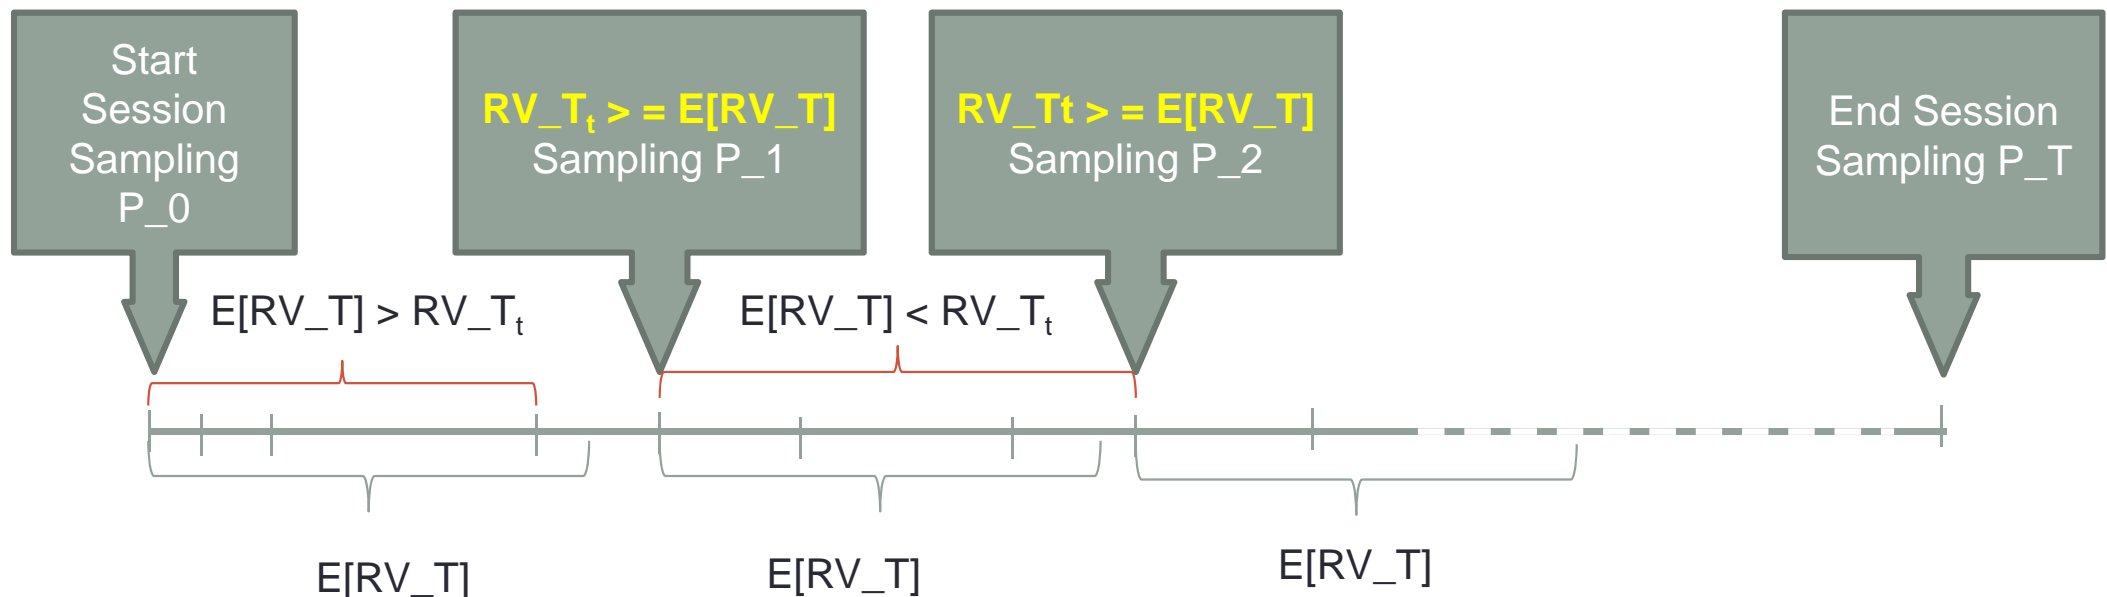 Start
Session
Sampling
P_0
RV_Tt > = E[RV_T]
Sampling P_1
RV_Tt > = E[RV_T]
Sampling P_2
End Session
Sampling P_T
E[RV_T] > RV_Tt
E[RV_T] < RV_Tt
E[RV_T]
E[RV_T]
E[RV_T]